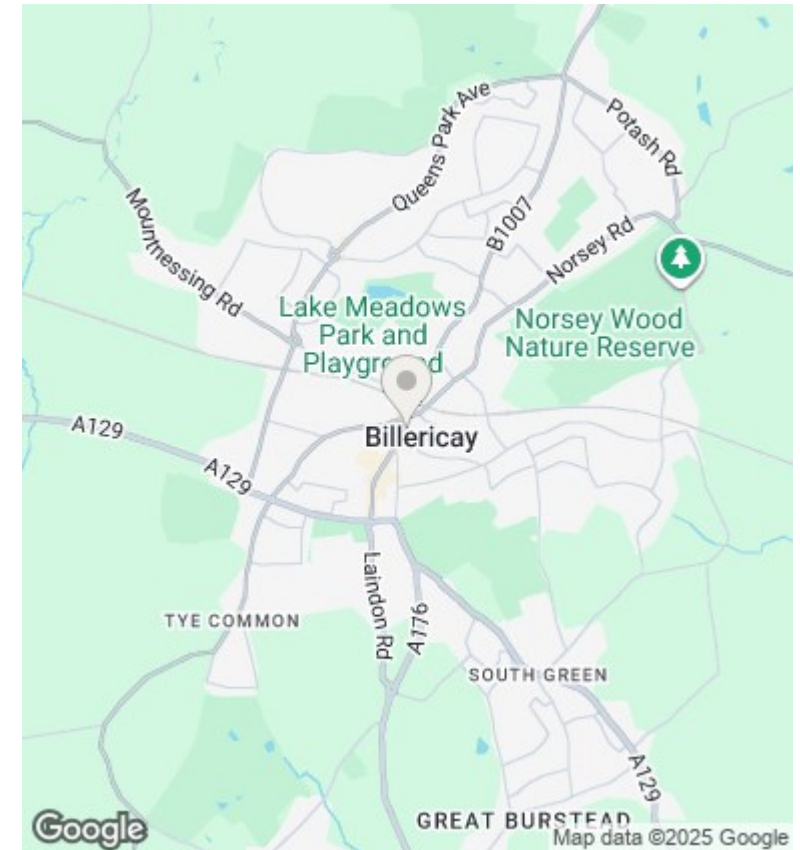 Queens Park Ave
Potash Rd
Mountnessing Rd
B1007
Norsey Rd
Lake Meadows
Park and
Playground
Norsey Wood
Nature Reserve
A129
Billericay
A129
Laindon Rd
A176
TYE COMMON
SOUTH GREEN
A129
GREAT BURSTEAD
Google
Map data ©2025 Google